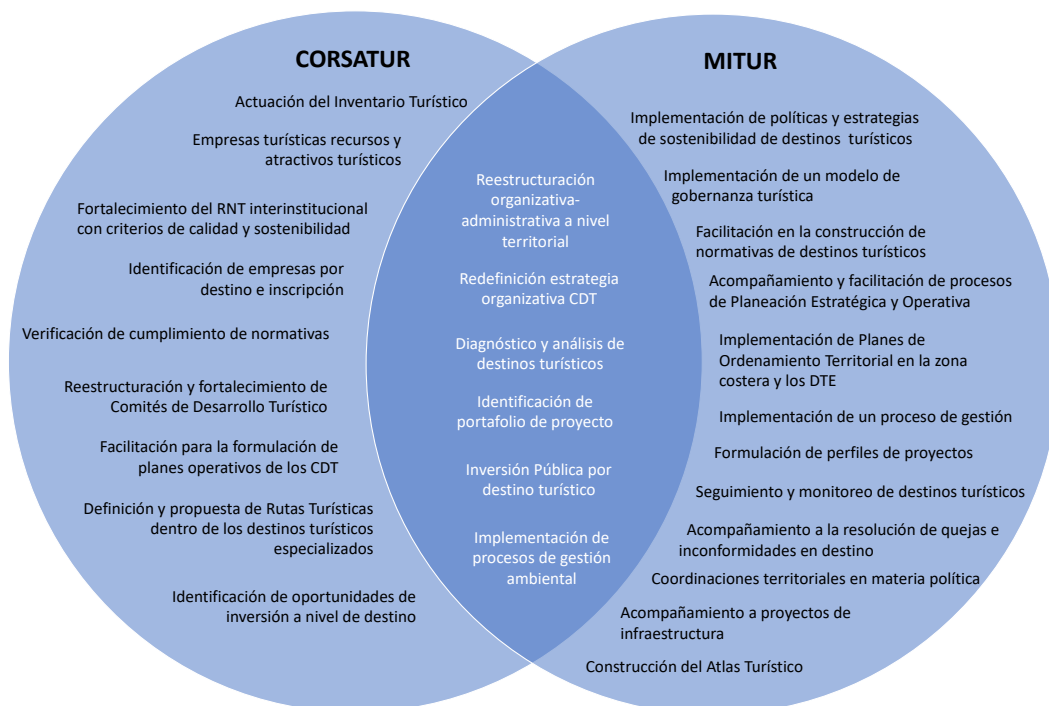 CORSATUR
Actuación del Inventario Turístico
Empresas turísticas recursos y
atractivos turísticos
Fortalecimiento del RNT interinstitucional
con criterios de calidad y sostenibilidad
Identificación de empresas por
destino e inscripción
Verificación de cumplimiento de normativas
Reestructuración y fortalecimiento de
Comités de Desarrollo Turístico
Facilitación para la formulación de
planes operativos de los CDT
Definición y propuesta de Rutas Turísticas
dentro de los destinos turísticos
especializados
Identificación de oportunidades de
inversión a nivel de destino
Reestructuración
organizativa-
administrativa a nivel
territorial
Redefinición estrategia
organizativa CDT
Diagnóstico y análisis de
destinos turísticos
Identificación de
portafolio de proyecto
Inversión Pública por
destino turístico
Implementación de
procesos de gestión
ambiental
MITUR
Implementación de políticas y estrategias
de sostenibilidad de destinos turísticos
Implementación de un modelo de
gobernanza turística
Facilitación en la construcción de
normativas de destinos turísticos
Acompañamiento y facilitación de procesos
de Planeación Estratégica y Operativa
Implementación de Planes de
Ordenamiento Territorial en la zona
costera y los DTE
Implementación de un proceso de gestión
Formulación de perfiles de proyectos
Seguimiento y monitoreo de destinos turísticos
Acompañamiento a la resolución de quejas e
inconformidades en destino
Coordinaciones territoriales en materia política
Acompañamiento a proyectos de
infraestructura
Construcción del Atlas Turístico